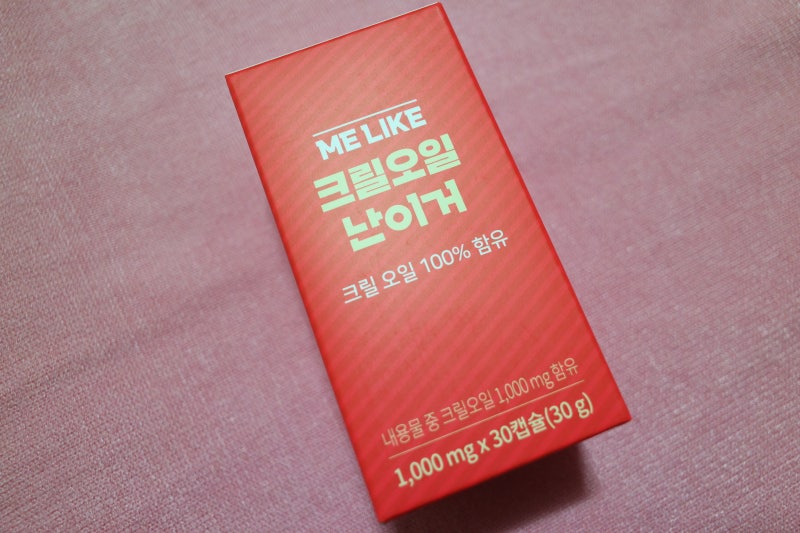 ME LIKE
크릴오일
난이거
크릴 오일 100% 함유
내용물 중 크릴오일 1,000 mg 함유
1,000 mg x 30캡슐(30 g)